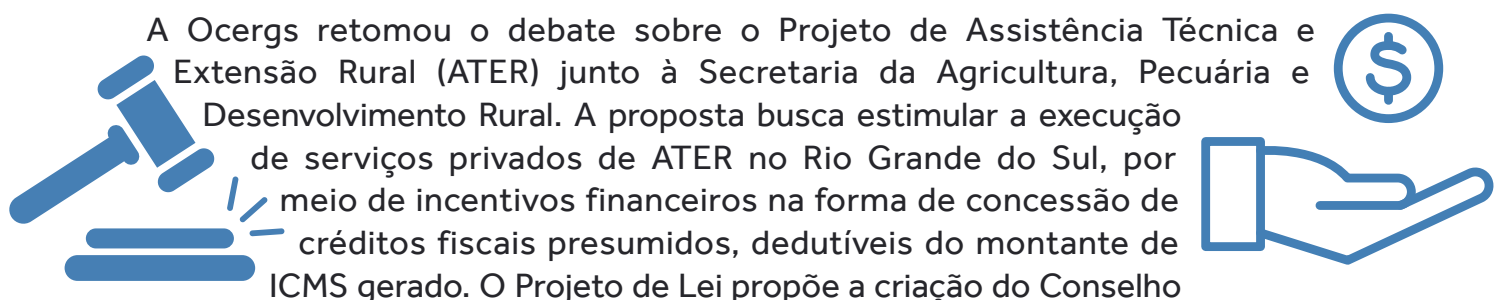 A Ocergs retomou o debate sobre o Projeto de Assistência Técnica e
Extensão Rural (ATER) junto à Secretaria da Agricultura, Pecuária e
Desenvolvimento Rural. A proposta busca estimular a execução
de serviços privados de ATER no Rio Grande do Sul, por
meio de incentivos financeiros na forma de concessão de
créditos fiscais presumidos, dedutíveis do montante de
ICMS gerado. O Projeto de Lei propõe a criação do Conselho
$